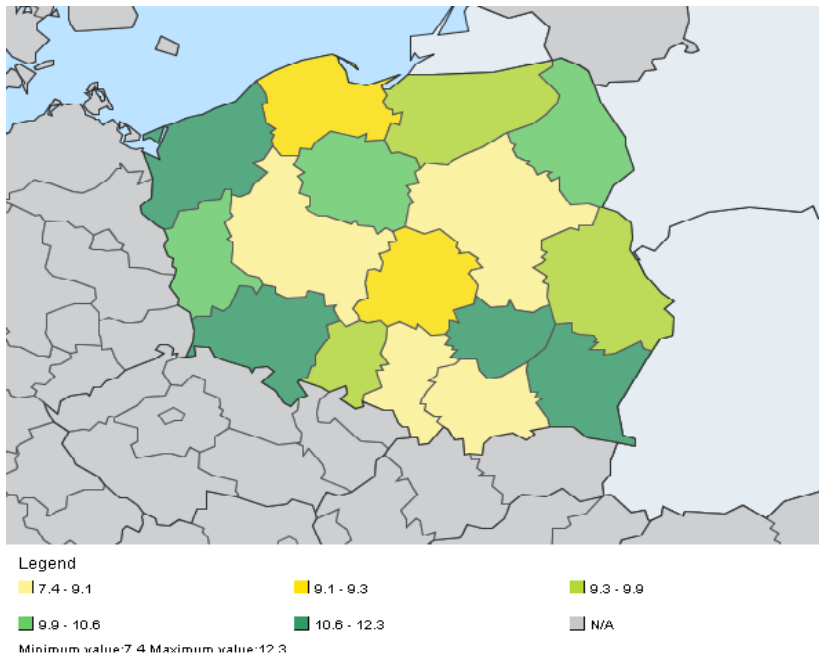 Legend
7.4 - 9.1
9.1 - 9.3
9.3 - 9.9
9.9 - 10.6
10.6 - 12.3
N/A
Minimum value:7.4 Maximum value:12.3